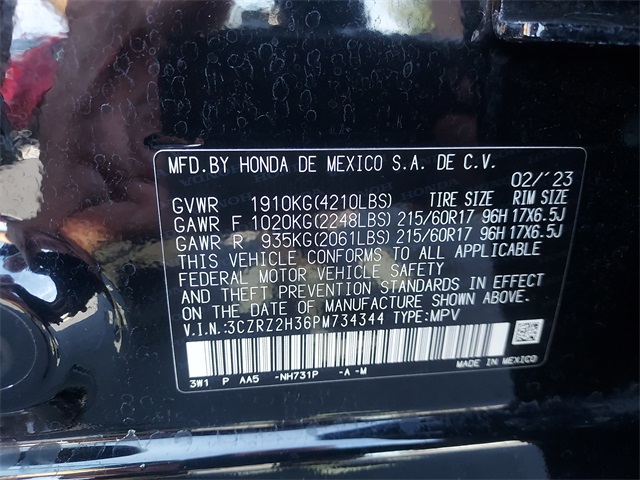 MFD.BY HONDA DE MEXICO S.A. DE C.V.
02/'23
GVWR 1910KG(4210LBS) TIRE SIZE RIM SIZE
GAWR F 1020KG(2248LBS) 215/60R17 96H 17X6.5J
GAWR R 935KG(2061LBS) 215/60R17 96H 17X6.5J
THIS VEHICLE CONFORMS TO ALL APPLICABLE
FEDERAL MOTOR VEHICLE SAFETY
AND THEFT PREVENTION STANDARDS IN EFFECT
ON THE DATE OF MANUFACTURE SHOWN ABOVE.
V.I.N.:3CZRZ2H36PM734344 TYPE:MPV
3W1 P AA5 -NH731P -A-M
MADE IN MEXICO